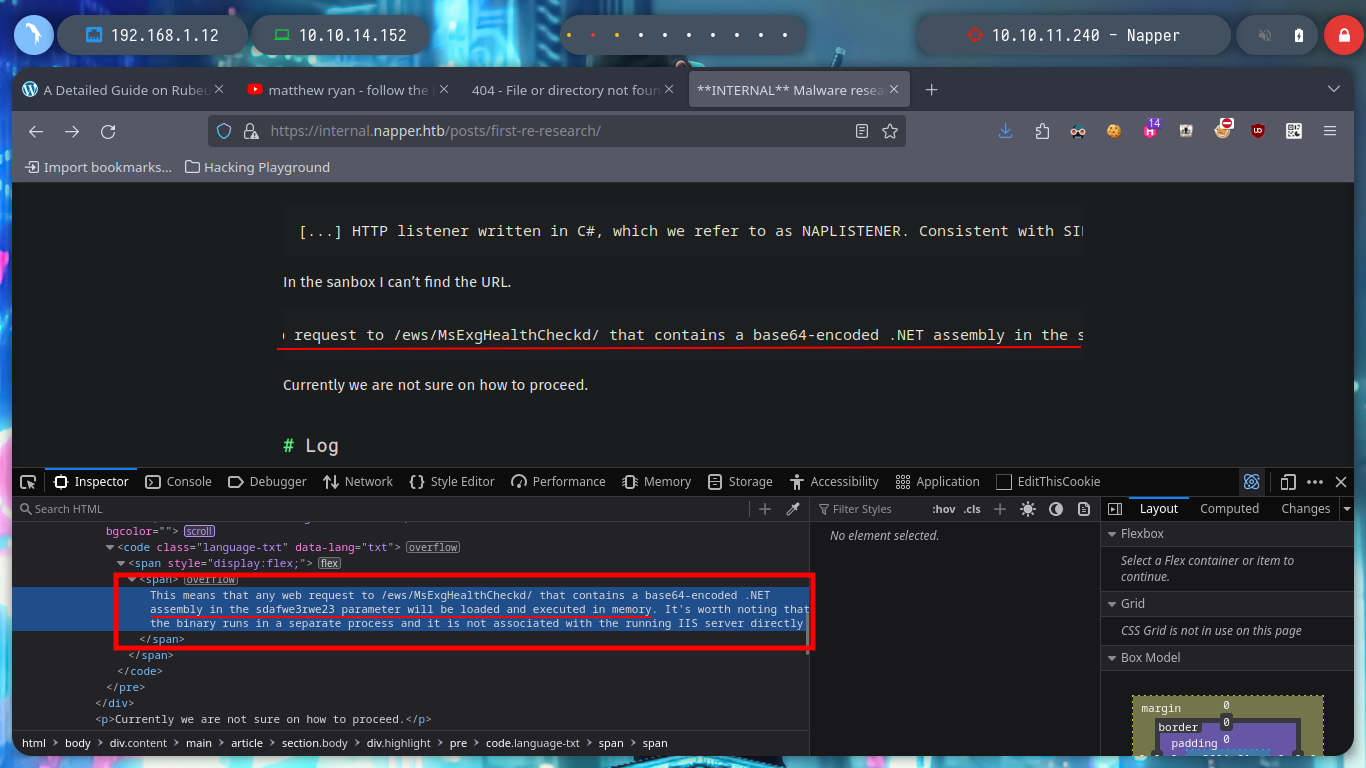 192.168.1.12
10.10.14.152
10.10.11.240 - Napper
A Detailed Guide on Rubeu
matthew ryan - follow the
404 - File or directory not foun
**INTERNAL** Malware resea
https://internal.napper.htb/posts/first-re-research/
14
Import bookmarks...
Hacking Playground
[...] HTTP listener written in C#, which we refer to as NAPLISTENER. Consistent with SI
In the sanbox I can't find the URL.
request to /ews/MsExgHealthCheckd/ that contains a base64-encoded .NET assembly in the s
Currently we are not sure on how to proceed.
# Log
Inspector
Console
Debugger
Network
Style Editor
Performance
Memory
Storage
Accessibility
Application
EditThisCookie
Search HTML
Filter Styles
:hov .cls
Layout
Computed
Changes
bgcolor=""> scroll
<code class="language-txt" data-lang="txt"> overflow
<span style="display:flex;"> flex
<span> overflow
This means that any web request to /ews/MsExgHealthCheckd/ that contains a base64-encoded .NET
assembly in the sdafwe3rwe23 parameter will be loaded and executed in memory. It's worth noting that
the binary runs in a separate process and it is not associated with the running IIS server directly
</span>
</span>
</code>
</pre>
</div>
<p>Currently we are not sure on how to proceed.</p>
html > body > div.content > main > article > section.body > div.highlight > pre > code.language-txt > span > span
No element selected.
Flexbox
Select a Flex container or item to
continue.
Grid
CSS Grid is not in use on this page
Box Model
margin
0
border
0
padding
0